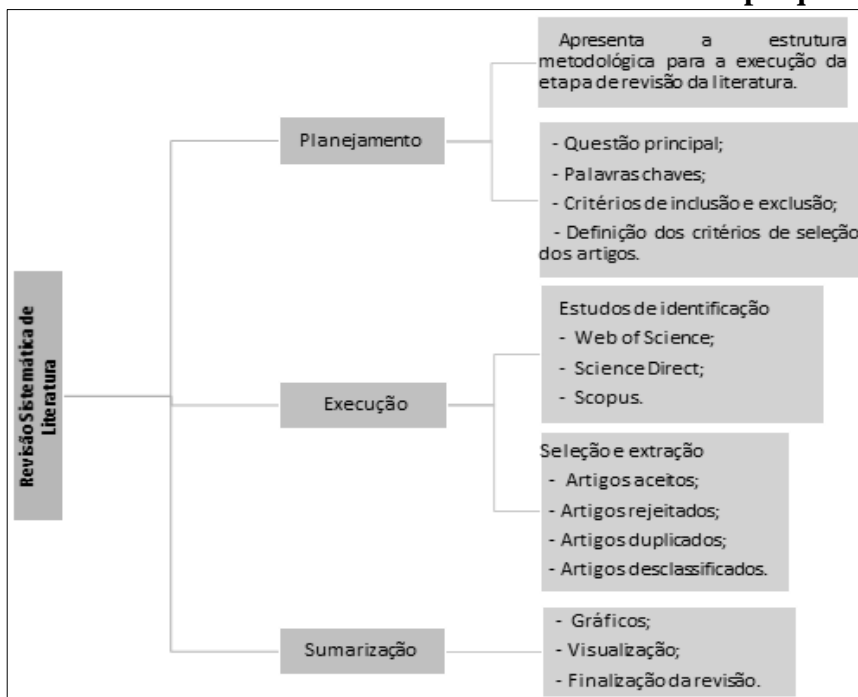 Revisão Sistemática de
Literatura
Planejamento
Apresenta a estrutura
metodológica para a execução da
etapa de revisão da literatura.
- Questão principal;
- Palavras chaves;
- Critérios de inclusão e exclusão;
- Definição dos critérios de seleção
dos artigos.
Execução
Estudos de identificação
- Web of Science;
- Science Direct;
- Scopus.
Seleção e extração
- Artigos aceitos;
- Artigos rejeitados;
- Artigos duplicados;
- Artigos desclassificados.
Sumarização
- Gráficos;
- Visualização;
- Finalização da revisão.